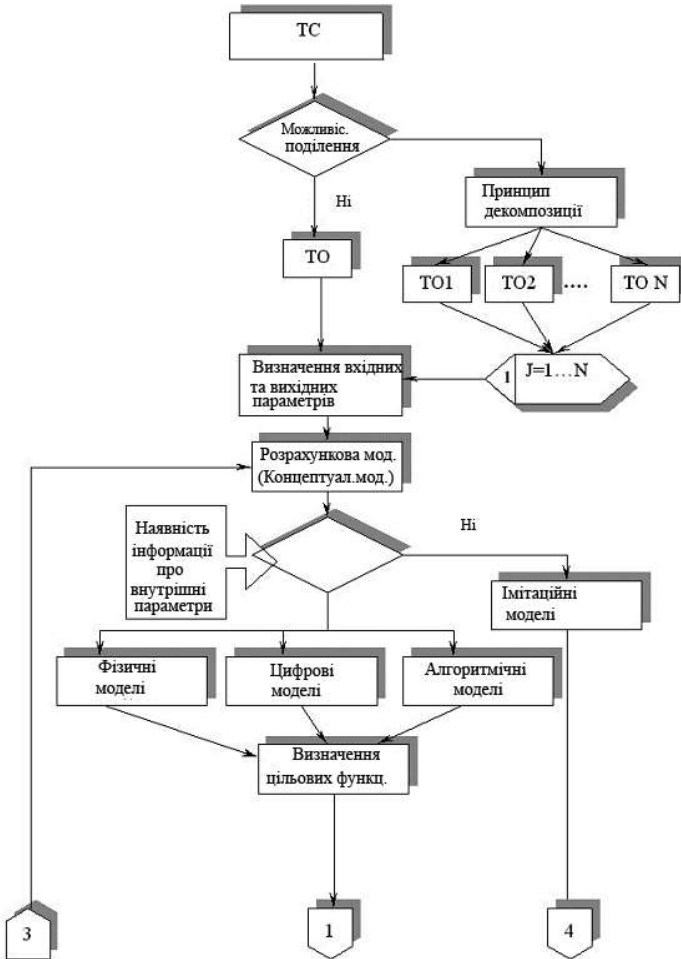 ТС
Можливіс.
поділення
Ні
Принцип
декомпозиції
ТО
ТО1
ТО2
....
ТО N
Визначення вхідних
та вихідних
параметрів
1
J=1...N
Розрахункова мод.
(Концептуал.мод.)
Наявність
інформації
про
внутрішні
параметри
Ні
Імітаційні
моделі
Фізичні
моделі
Цифрові
моделі
Алгоритмічні
моделі
Визначення
цільових функц.
3
1
4